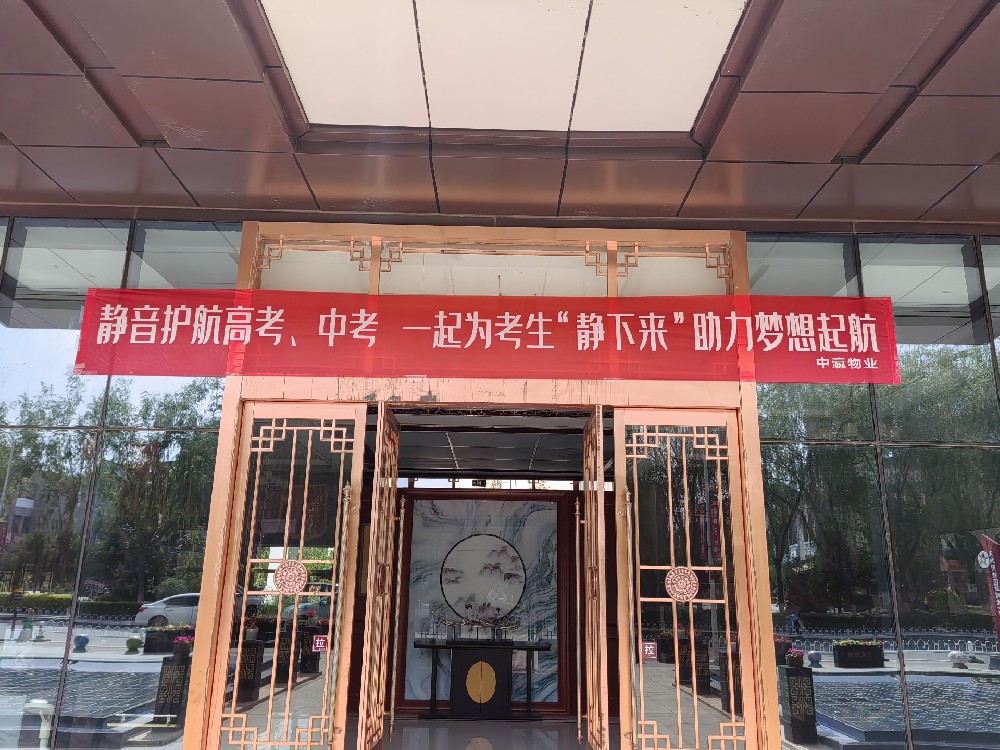 静音护航高考、中考 一起为考生“静下来”助力梦想起航
中瀛物业
拉
拉